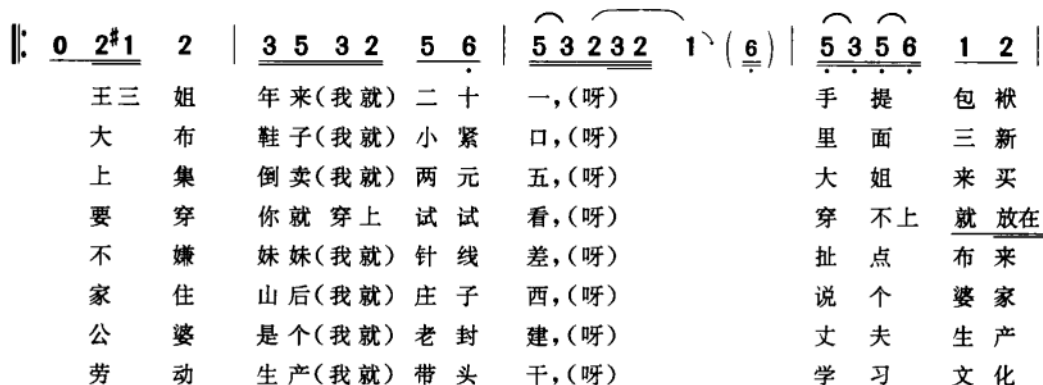 0 2#1 2 | 3 5 3 2 5 6 | 5 3 2 3 2 1 (6) | 5 3 5 6 1 2 |
王三 姐 年来(我就)二十 一,(呀) 手提 包袱
大 布 鞋子(我就)小紧 口,(呀) 里面 三新
上 集 倒卖(我就)两元 五,(呀) 大姐 来买
要 穿 你就 穿上 试试 看,(呀) 穿不上 就放在
不 嫌 妹妹(我就)针线 差,(呀) 扯点 布来
家 住 山后(我就)庄子 西,(呀) 说个 婆家
公 婆 是个(我就)老封 建,(呀) 丈夫 生产
劳 动 生产(我就)带头 干,(呀) 学习 文化